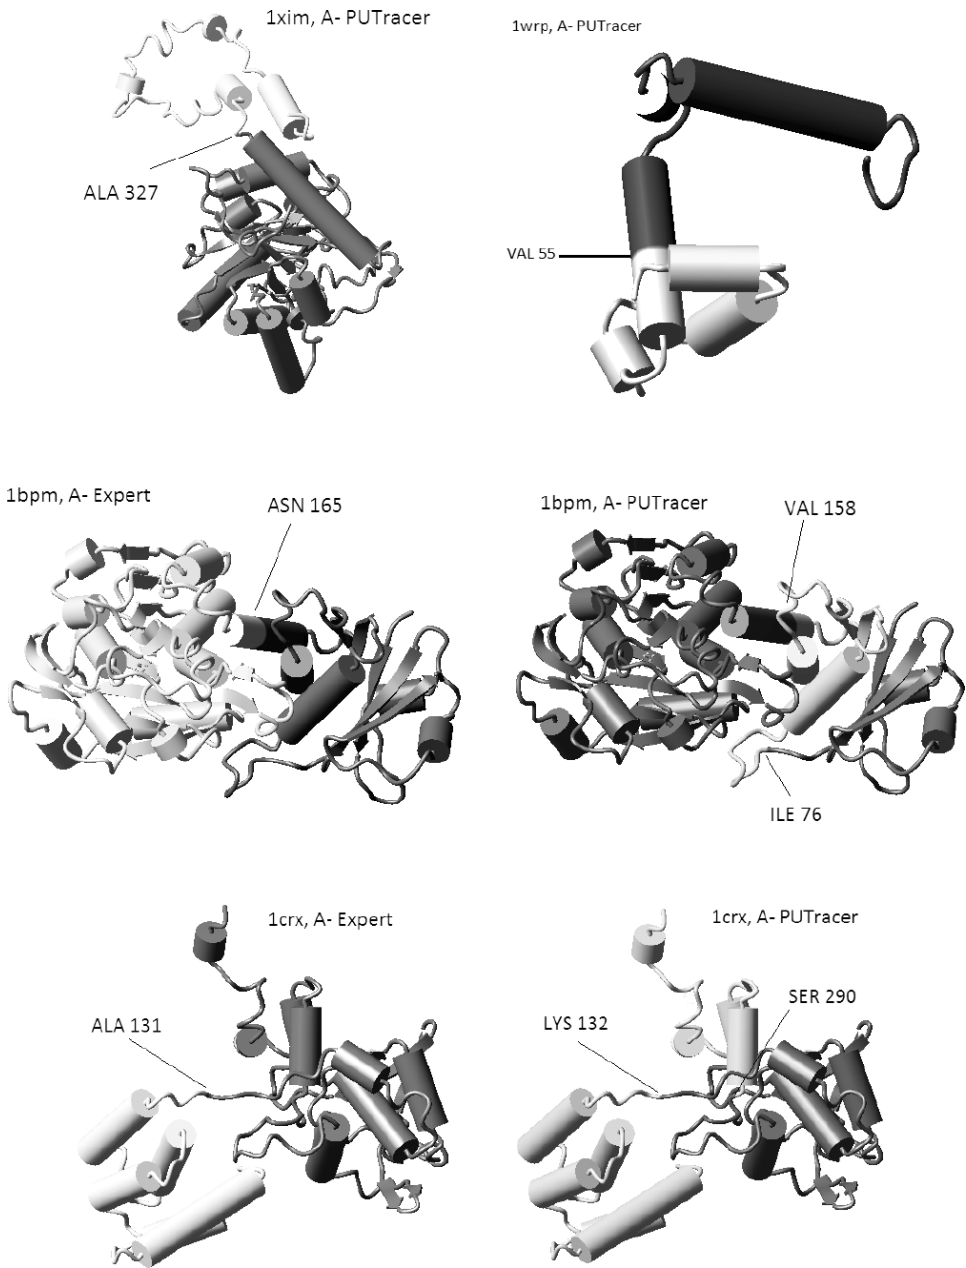 1xim, A- PUTracer
1wrp, A- PUTracer
ALA 327
VAL 55
1bpm, A- Expert
ASN 165
1bpm, A- PUTracer
VAL 158
ILE 76
1crx, A- Expert
1crx, A- PUTracer
ALA 131
LYS 132
SER 290